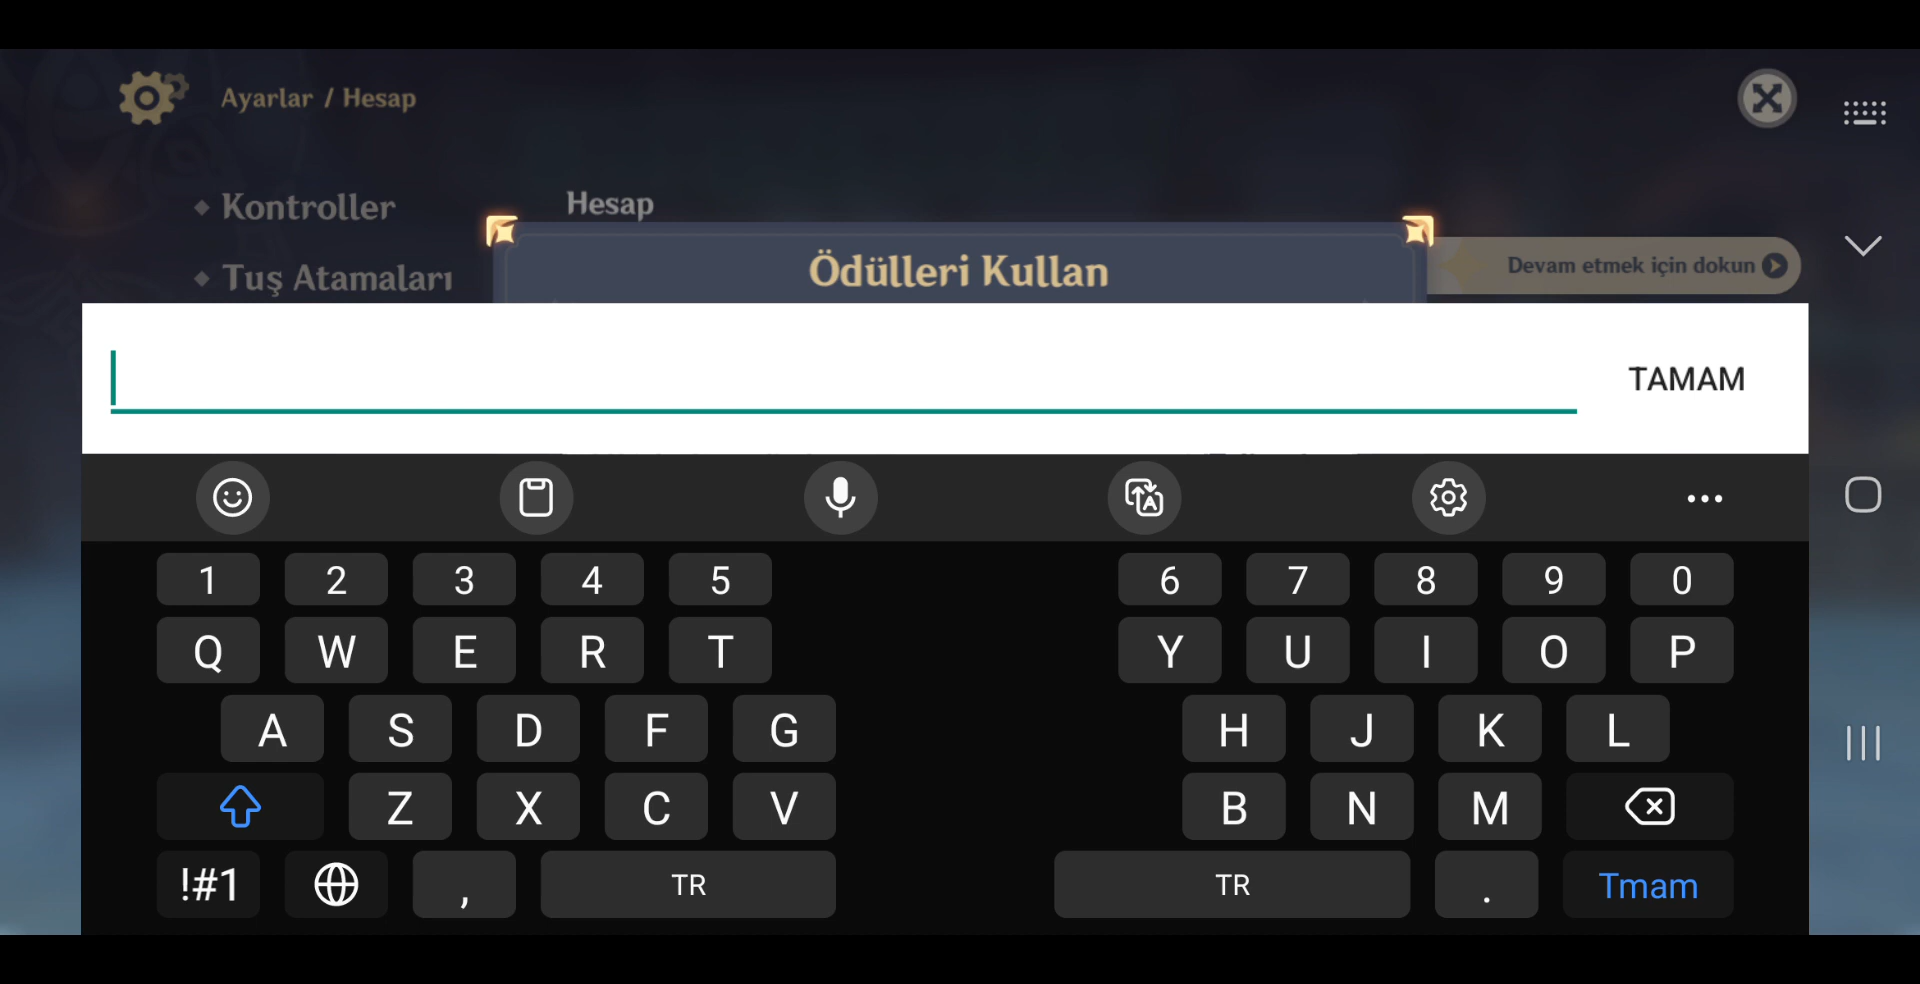 Ayarlar / Hesap
Kontroller
Hesap
Ödülleri Kullan
Tuş Atamaları
Devam etmek için dokun
TAMAM
1 2 3 4 5 6 7 8 9 0
Q W E R T Y U I O P
A S D F G H J K L
Z X C V B N M
!#1 , TR TR . Tmam